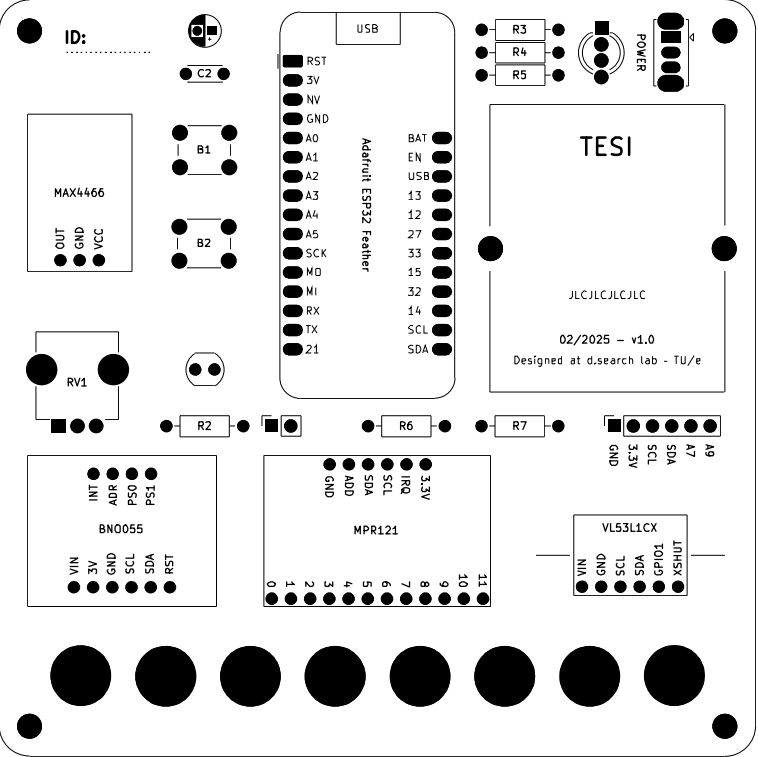 USB
ID:
R3
R4
R5
C2
+
POWER
RST
3V
NV
GND
A0
A1
A2
A3
A4
A5
SCK
MO
MI
RX
TX
21
Adafruit ESP32 Feather
BAT
EN
USB
13
12
27
33
15
32
14
SCL
SDA
B1
B2
MAX4466
OUT
GND
VCC
TESI
JLCJLCJLCJLC
02/2025 - v1.0
Designed at d.search lab - TU/e
RV1
R2
R6
R7
GND
3.3V
SCL
SDA
A7
A9
INT
ADR
PS0
PS1
BNO055
VIN
3V
GND
SCL
SDA
RST
GND
ADD
SDA
SCL
IRQ
3.3V
MPR121
0
1
2
3
4
5
6
7
8
9
10
11
VL53L1CX
VIN
GND
SCL
SDA
GPIO1
XSHUT